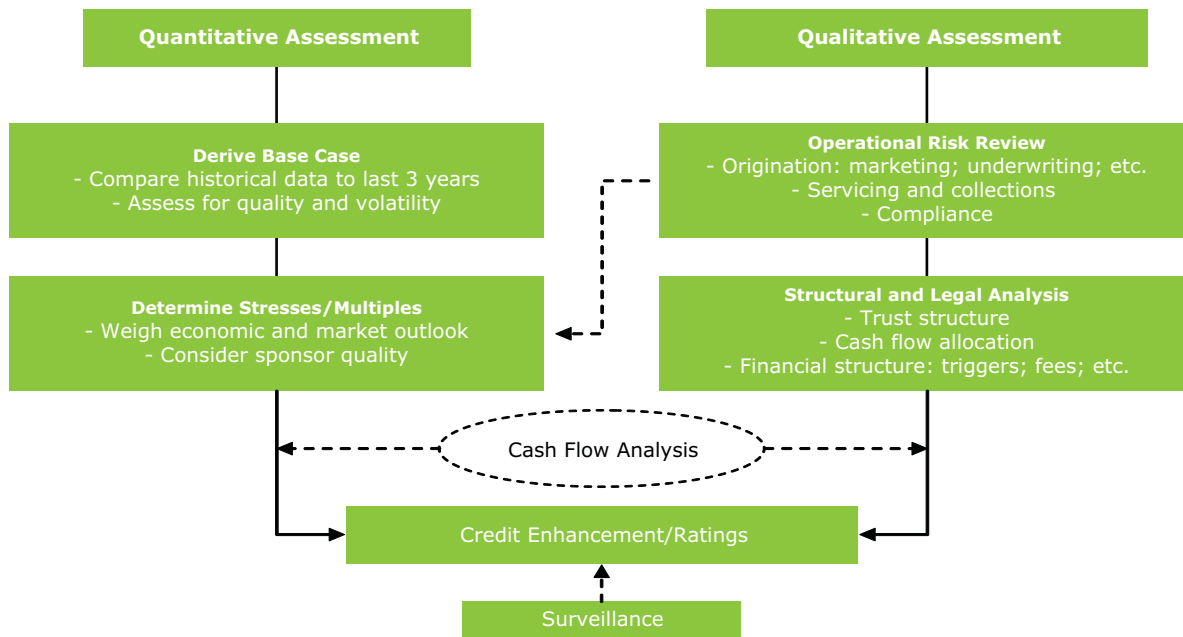 Quantitative Assessment
Qualitative Assessment
Derive Base Case
- Compare historical data to last 3 years
- Assess for quality and volatility
Operational Risk Review
- Origination: marketing; underwriting; etc.
- Servicing and collections
- Compliance
Determine Stresses/Multiples
- Weigh economic and market outlook
- Consider sponsor quality
Structural and Legal Analysis
- Trust structure
- Cash flow allocation
- Financial structure: triggers; fees; etc.
Cash Flow Analysis
Credit Enhancement/Ratings
Surveillance